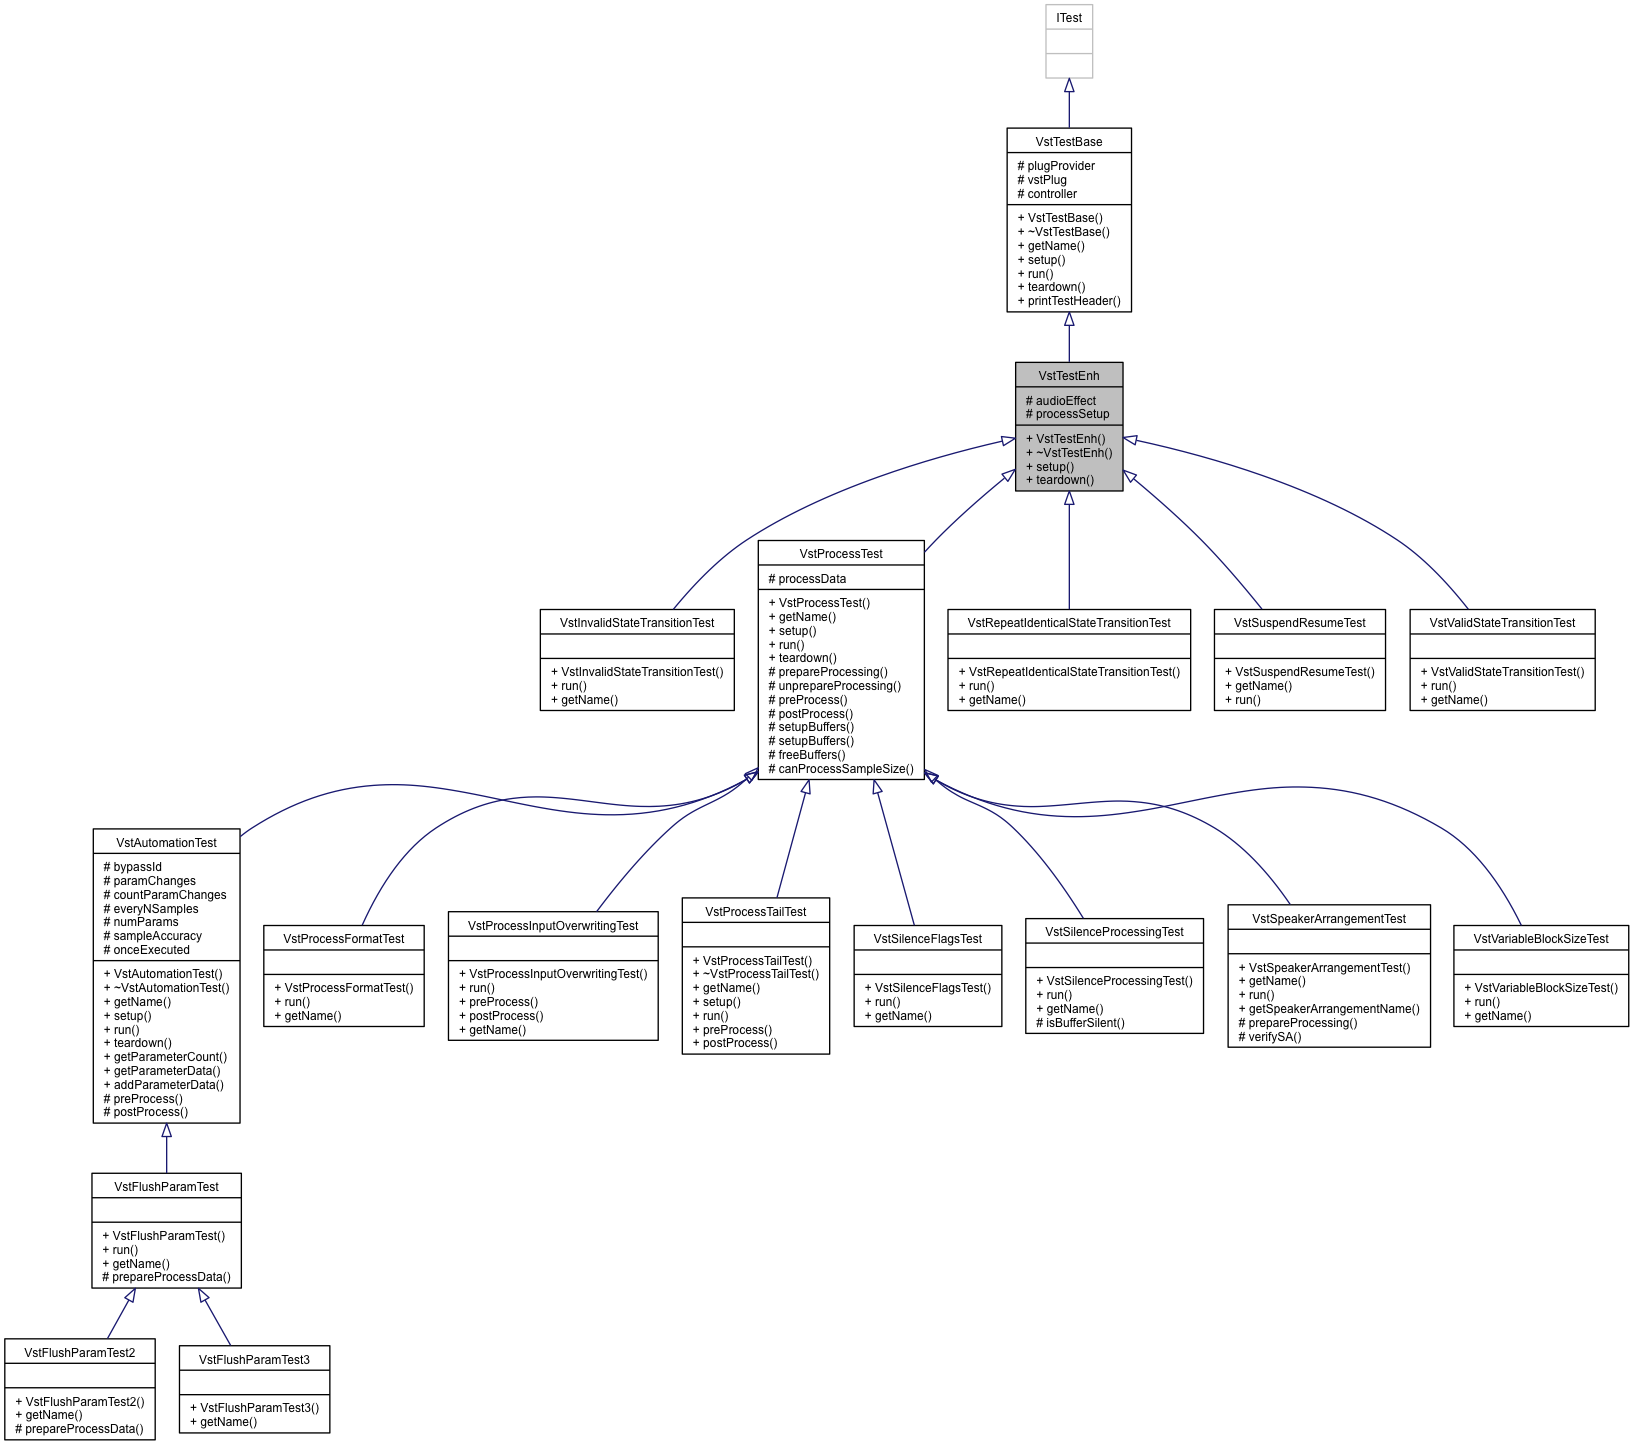 ITest
VstTestBase
# plugProvider
# vstPlug
# controller
+ VstTestBase()
+ ~VstTestBase()
+ getName()
+ setup()
+ run()
+ teardown()
+ printTestHeader()
VstTestEnh
# audioEffect
# processSetup
+ VstTestEnh()
+ ~VstTestEnh()
+ setup()
+ teardown()
VstInvalidStateTransitionTest
+ VstInvalidStateTransitionTest()
+ run()
+ getName()
VstProcessTest
# processData
+ VstProcessTest()
+ getName()
+ setup()
+ run()
+ teardown()
# prepareProcessing()
# unprepareProcessing()
# preProcess()
# postProcess()
# setupBuffers()
# setupBuffers()
# freeBuffers()
# canProcessSampleSize()
VstRepeatIdenticalStateTransitionTest
+ VstRepeatIdenticalStateTransitionTest()
+ run()
+ getName()
VstSuspendResumeTest
+ VstSuspendResumeTest()
+ getName()
+ run()
VstValidStateTransitionTest
+ VstValidStateTransitionTest()
+ run()
+ getName()
VstAutomationTest
# bypassId
# paramChanges
# countParamChanges
# everyNSamples
# numParams
# sampleAccuracy
# onceExecuted
+ VstAutomationTest()
+ ~VstAutomationTest()
+ getName()
+ setup()
+ run()
+ teardown()
+ getParameterCount()
+ getParameterData()
+ addParameterData()
# preProcess()
# postProcess()
VstProcessFormatTest
+ VstProcessFormatTest()
+ run()
+ getName()
VstProcessInputOverwritingTest
+ VstProcessInputOverwritingTest()
+ run()
+ preProcess()
+ postProcess()
+ getName()
VstProcessTailTest
+ VstProcessTailTest()
+ ~VstProcessTailTest()
+ getName()
+ setup()
+ run()
+ preProcess()
+ postProcess()
VstSilenceFlagsTest
+ VstSilenceFlagsTest()
+ run()
+ getName()
VstSilenceProcessingTest
+ VstSilenceProcessingTest()
+ run()
+ getName()
# isBufferSilent()
VstSpeakerArrangementTest
+ VstSpeakerArrangementTest()
+ getName()
+ run()
+ getSpeakerArrangementName()
# prepareProcessing()
# verifySA()
VstVariableBlockSizeTest
+ VstVariableBlockSizeTest()
+ run()
+ getName()
VstFlushParamTest
+ VstFlushParamTest()
+ run()
+ getName()
# prepareProcessData()
VstFlushParamTest2
+ VstFlushParamTest2()
+ getName()
# prepareProcessData()
VstFlushParamTest3
+ VstFlushParamTest3()
+ getName()